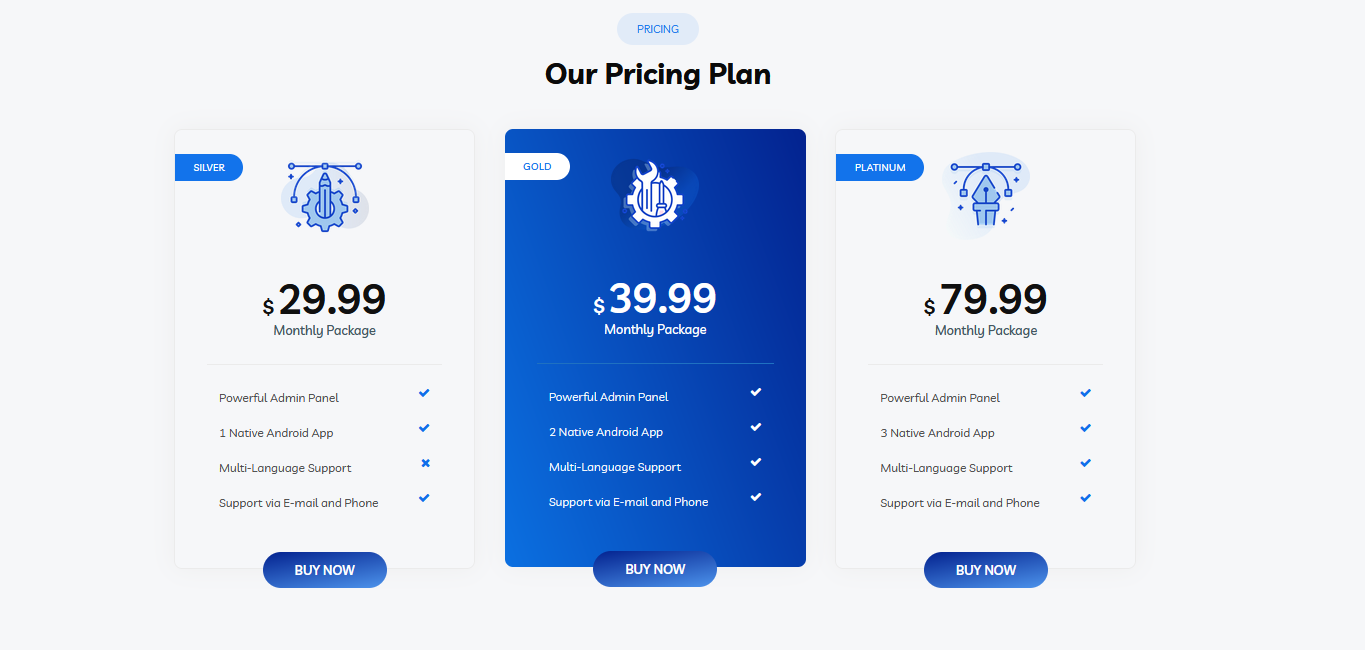 PRICING
Our Pricing Plan
SILVER
$ 29.99
Monthly Package
Powerful Admin Panel
1 Native Android App
Multi-Language Support
Support via E-mail and Phone
BUY NOW
GOLD
$ 39.99
Monthly Package
Powerful Admin Panel
2 Native Android App
Multi-Language Support
Support via E-mail and Phone
BUY NOW
PLATINUM
$ 79.99
Monthly Package
Powerful Admin Panel
3 Native Android App
Multi-Language Support
Support via E-mail and Phone
BUY NOW